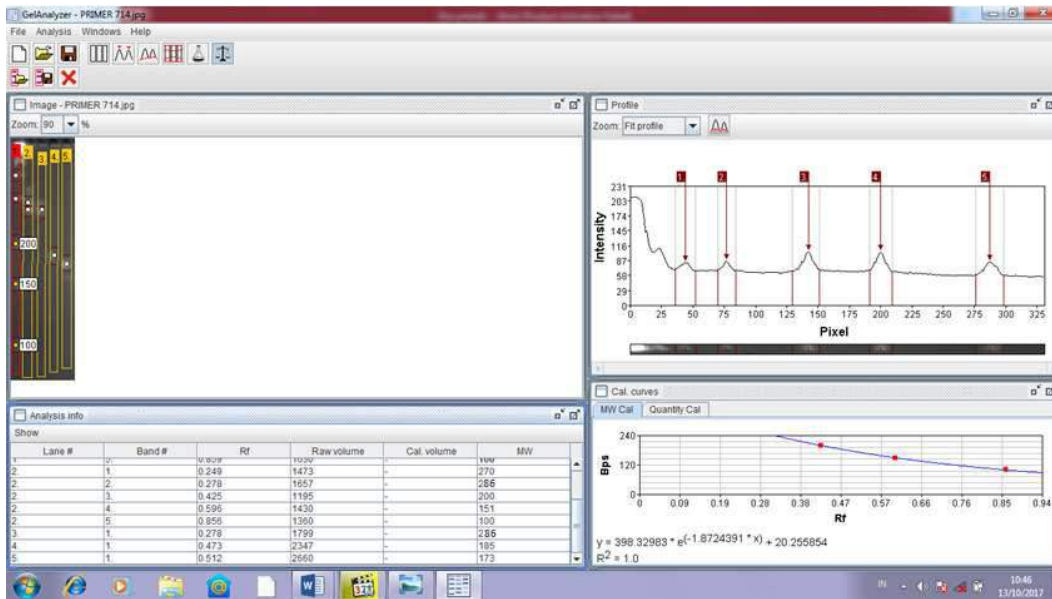 GelAnalyzer - PRIMER 714.jpg
File Analysis Windows Help
Image - PRIMER 714.jpg
Zoom: 90 %
1. 2. 3. 4. 5.
200
150
100
Profile
Zoom: Fit profile
1. 2. 3. 4. 5.
Intensity
231
203
174
145
116
87
58
29
0
0 25 50 75 100 125 150 175 200 225 250 275 300 325
Pixel
Analysis info
Show
Lane # Band # Rf Raw volume Cal. volume MW
1. 5. 0.859 1030 - 100
2. 1. 0.249 1473 - 270
2. 2. 0.278 1657 - 286
2. 3. 0.425 1195 - 200
2. 4. 0.596 1430 - 151
2. 5. 0.856 1360 - 100
3. 1. 0.278 1799 - 286
4. 1. 0.473 2347 - 185
5. 1. 0.512 2660 - 173
Cal. curves
MW Cal Quantity Cal
Bps
240
120
0
0 0.09 0.19 0.28 0.38 0.47 0.56 0.66 0.76 0.85 0.94
Rf
y = 398.32983 * e^(-1.8724391 * x) + 20.255854
R² = 1.0
IN
10:46
13/10/2017